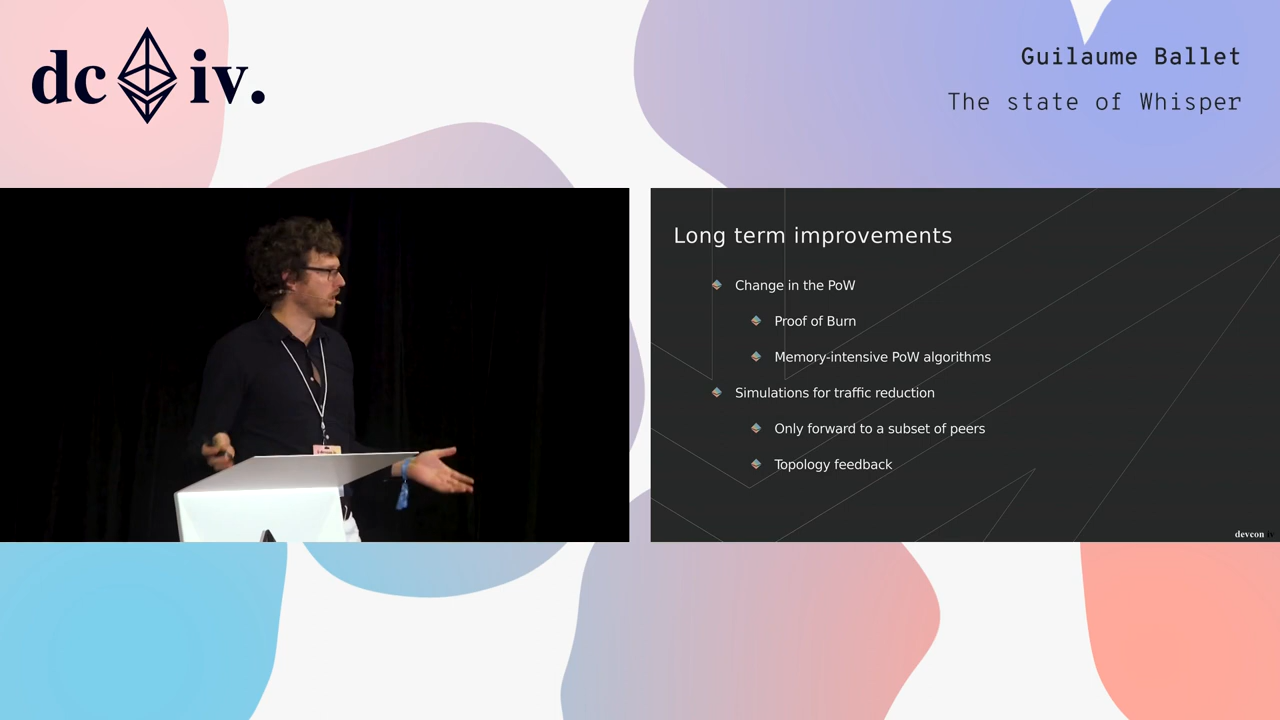 dc iv.
Guilaume Ballet
The state of Whisper
Long term improvements
Change in the PoW
Proof of Burn
Memory-intensive PoW algorithms
Simulations for traffic reduction
Only forward to a subset of peers
Topology feedback
devcon iv